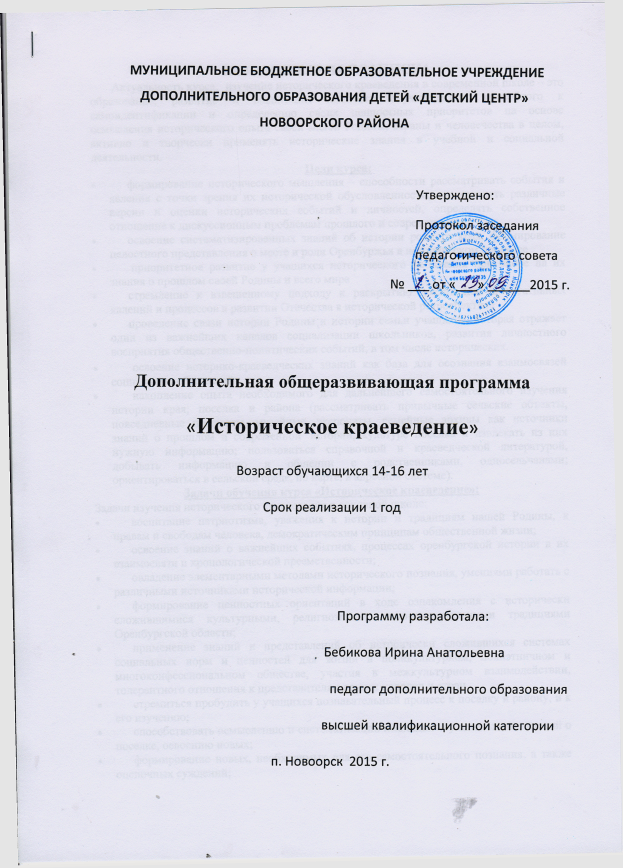 МУНИЦИПАЛЬНОЕ БЮДЖЕТНОЕ ОБРАЗОВАТЕЛЬНОЕ УЧРЕЖДЕНИЕ
ДОПОЛНИТЕЛЬНОГО ОБРАЗОВАНИЯ ДЕТЕЙ «ДЕТСКИЙ ЦЕНТР»
НОВООРСКОГО РАЙОНА
Утверждено:
Протокол заседания
педагогического совета
№ 1 от « » 09 2015 г.
Дополнительная общеразвивающая программа
«Историческое краеведение»
Возраст обучающихся 14-16 лет
Срок реализации 1 год
Программу разработала:
Бебикова Ирина Анатольевна
педагог дополнительного образования
высшей квалификационной категории
п. Новоорск 2015 г.